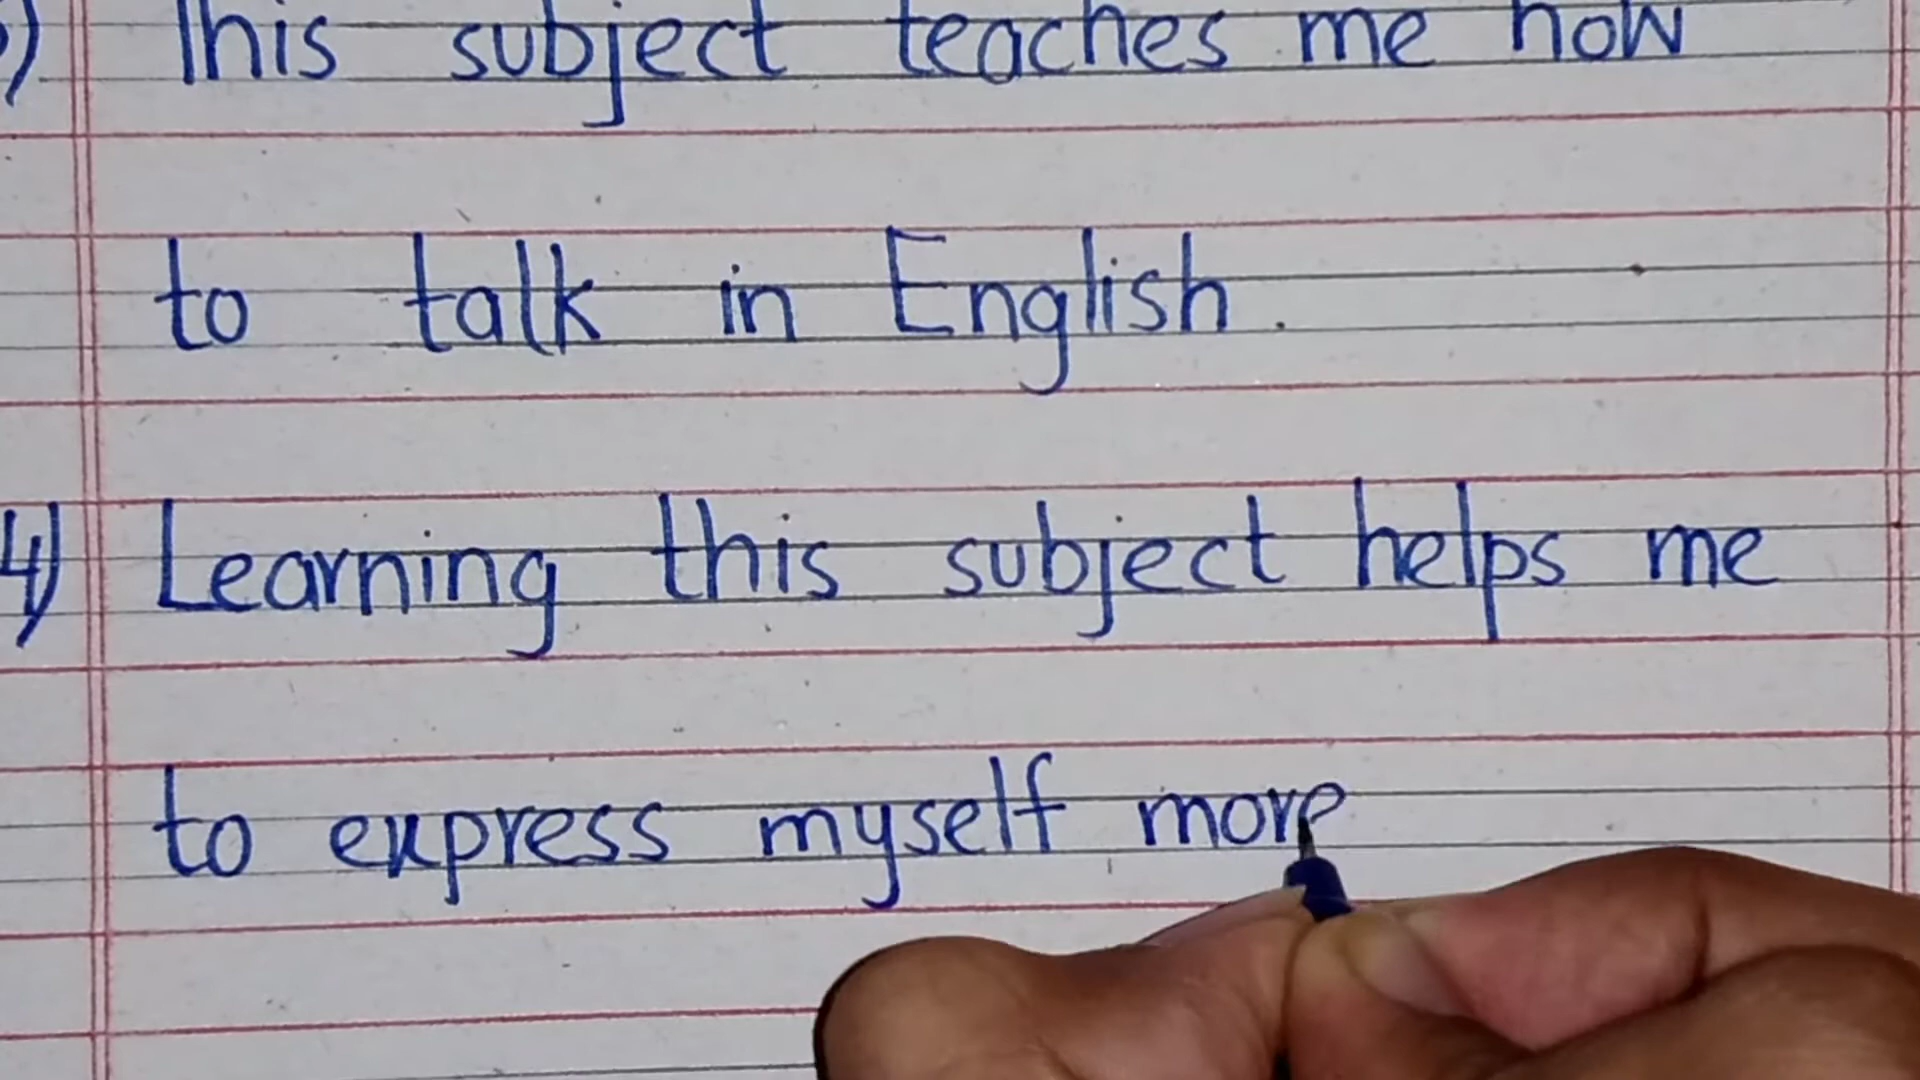 ) This subject teaches me how
to talk in English.
4) Learning this subject helps me
to express myself more